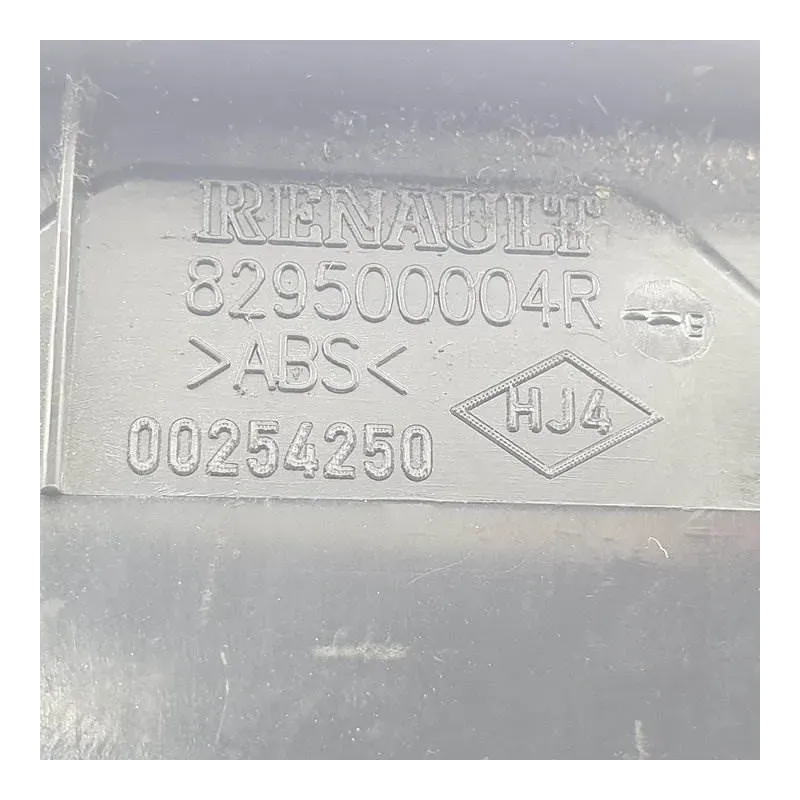 RENAULT
829500004R
>ABS<
HJ4
00254250